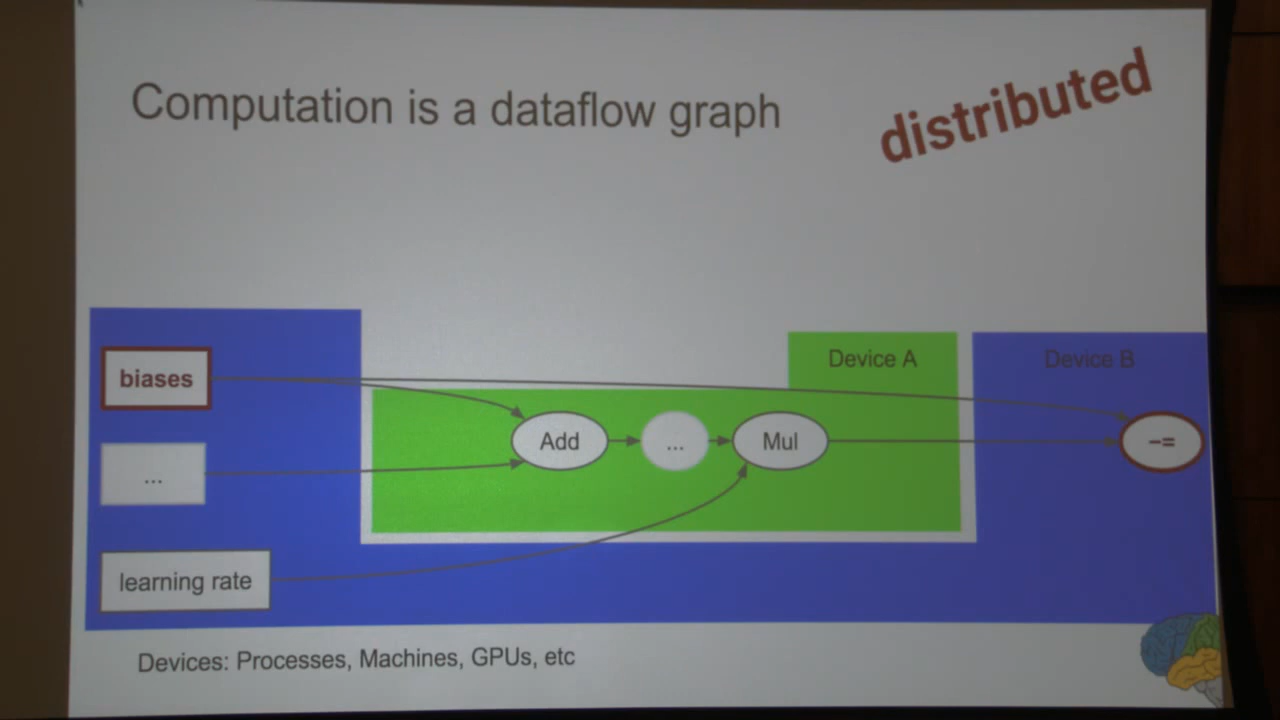 Computation is a dataflow graph
distributed
Device A
Device B
biases
Add
...
Mul
-=
...
learning rate
Devices: Processes, Machines, GPUs, etc